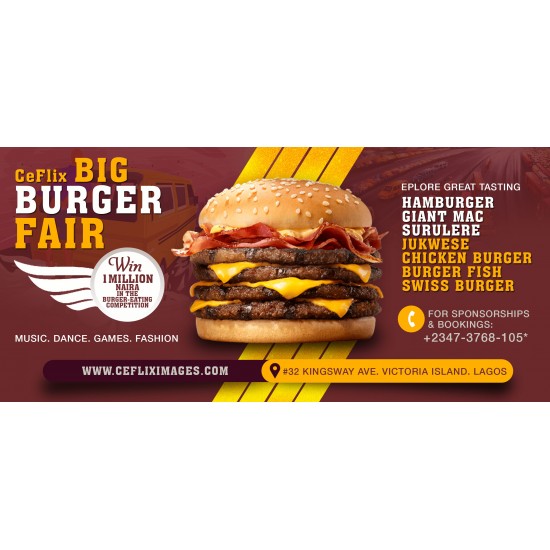 CeFlix BIG
BURGER
FAIR
Win
1 MILLION
NAIRA
IN THE
BURGER-EATING
COMPETITION
MUSIC. DANCE. GAMES. FASHION
EPLORE GREAT TASTING
HAMBURGER
GIANT MAC
SURULERE
JUKWESE
CHICKEN BURGER
BURGER FISH
SWISS BURGER
FOR SPONSORSHIPS
& BOOKINGS:
+2347-3768-105*
WWW.CEFLIXIMAGES.COM
#32 KINGSWAY AVE. VICTORIA ISLAND. LAGOS